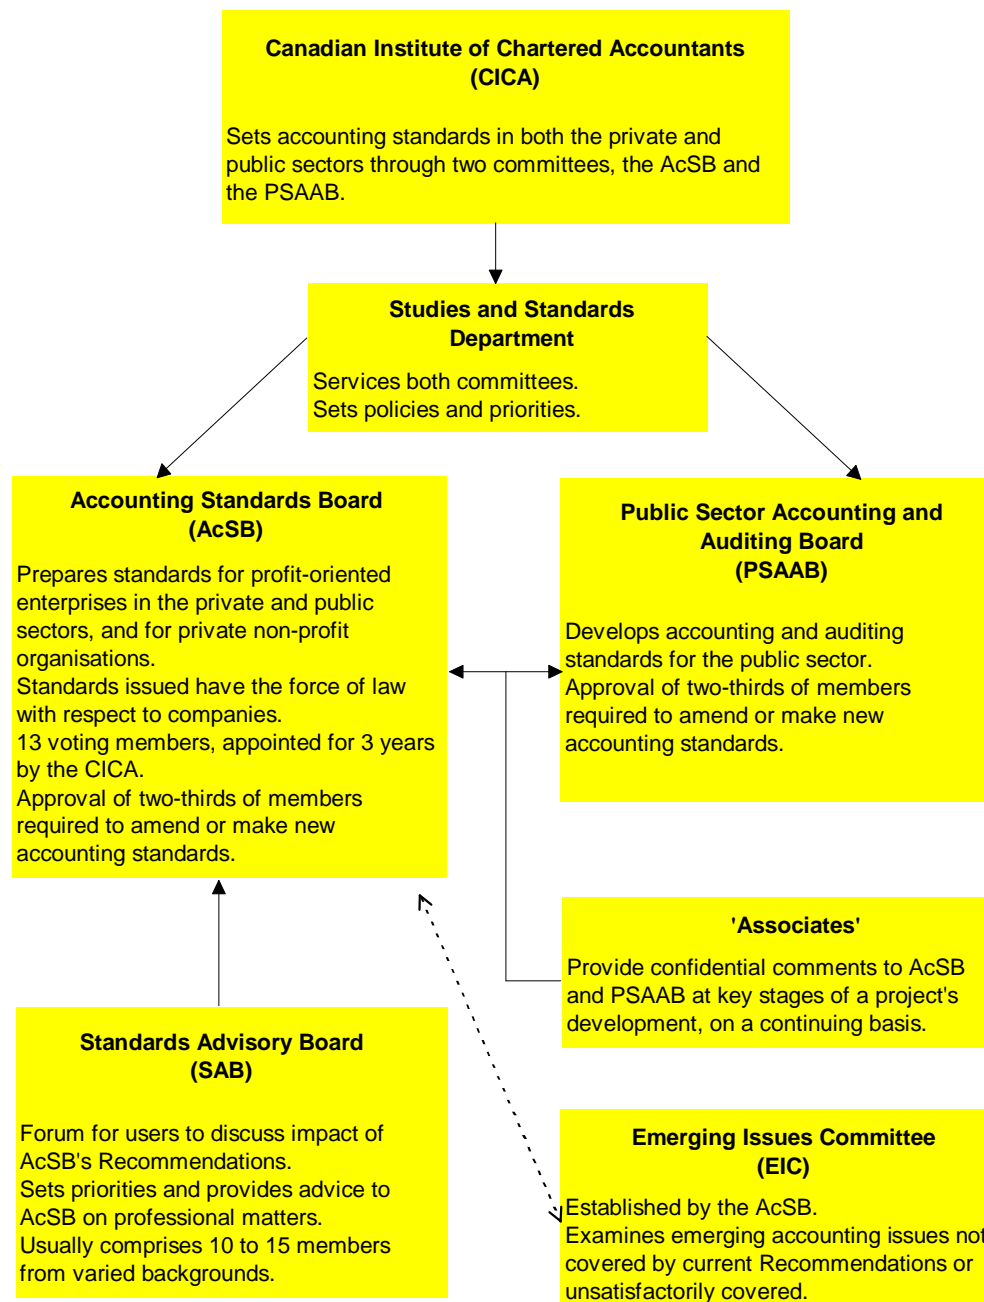 Canadian Institute of Chartered Accountants
(CICA)
Sets accounting standards in both the private and
public sectors through two committees, the AcSB and
the PSAAB.
Studies and Standards
Department
Services both committees.
Sets policies and priorities.
Accounting Standards Board
(AcSB)
Prepares standards for profit-oriented
enterprises in the private and public
sectors, and for private non-profit
organisations.
Standards issued have the force of law
with respect to companies.
13 voting members, appointed for 3 years
by the CICA.
Approval of two-thirds of members
required to amend or make new
accounting standards.
Public Sector Accounting and
Auditing Board
(PSAAB)
Develops accounting and auditing
standards for the public sector.
Approval of two-thirds of members
required to amend or make new
accounting standards.
'Associates'
Provide confidential comments to AcSB
and PSAAB at key stages of a project's
development, on a continuing basis.
Standards Advisory Board
(SAB)
Forum for users to discuss impact of
AcSB's Recommendations.
Sets priorities and provides advice to
AcSB on professional matters.
Usually comprises 10 to 15 members
from varied backgrounds.
Emerging Issues Committee
(EIC)
Established by the AcSB.
Examines emerging accounting issues not
covered by current Recommendations or
unsatisfactorily covered.